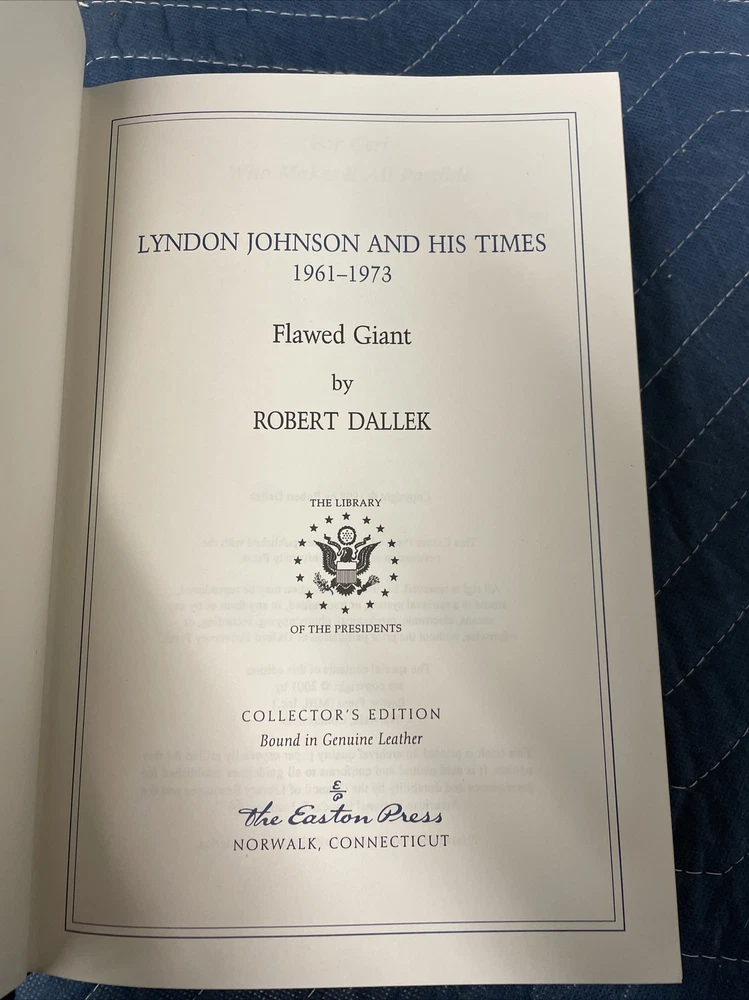 LYNDON JOHNSON AND HIS TIMES
1961–1973
Flawed Giant
by
ROBERT DALLEK
THE LIBRARY
OF THE PRESIDENTS
COLLECTOR'S EDITION
Bound in Genuine Leather
E/P
The Easton Press
NORWALK, CONNECTICUT